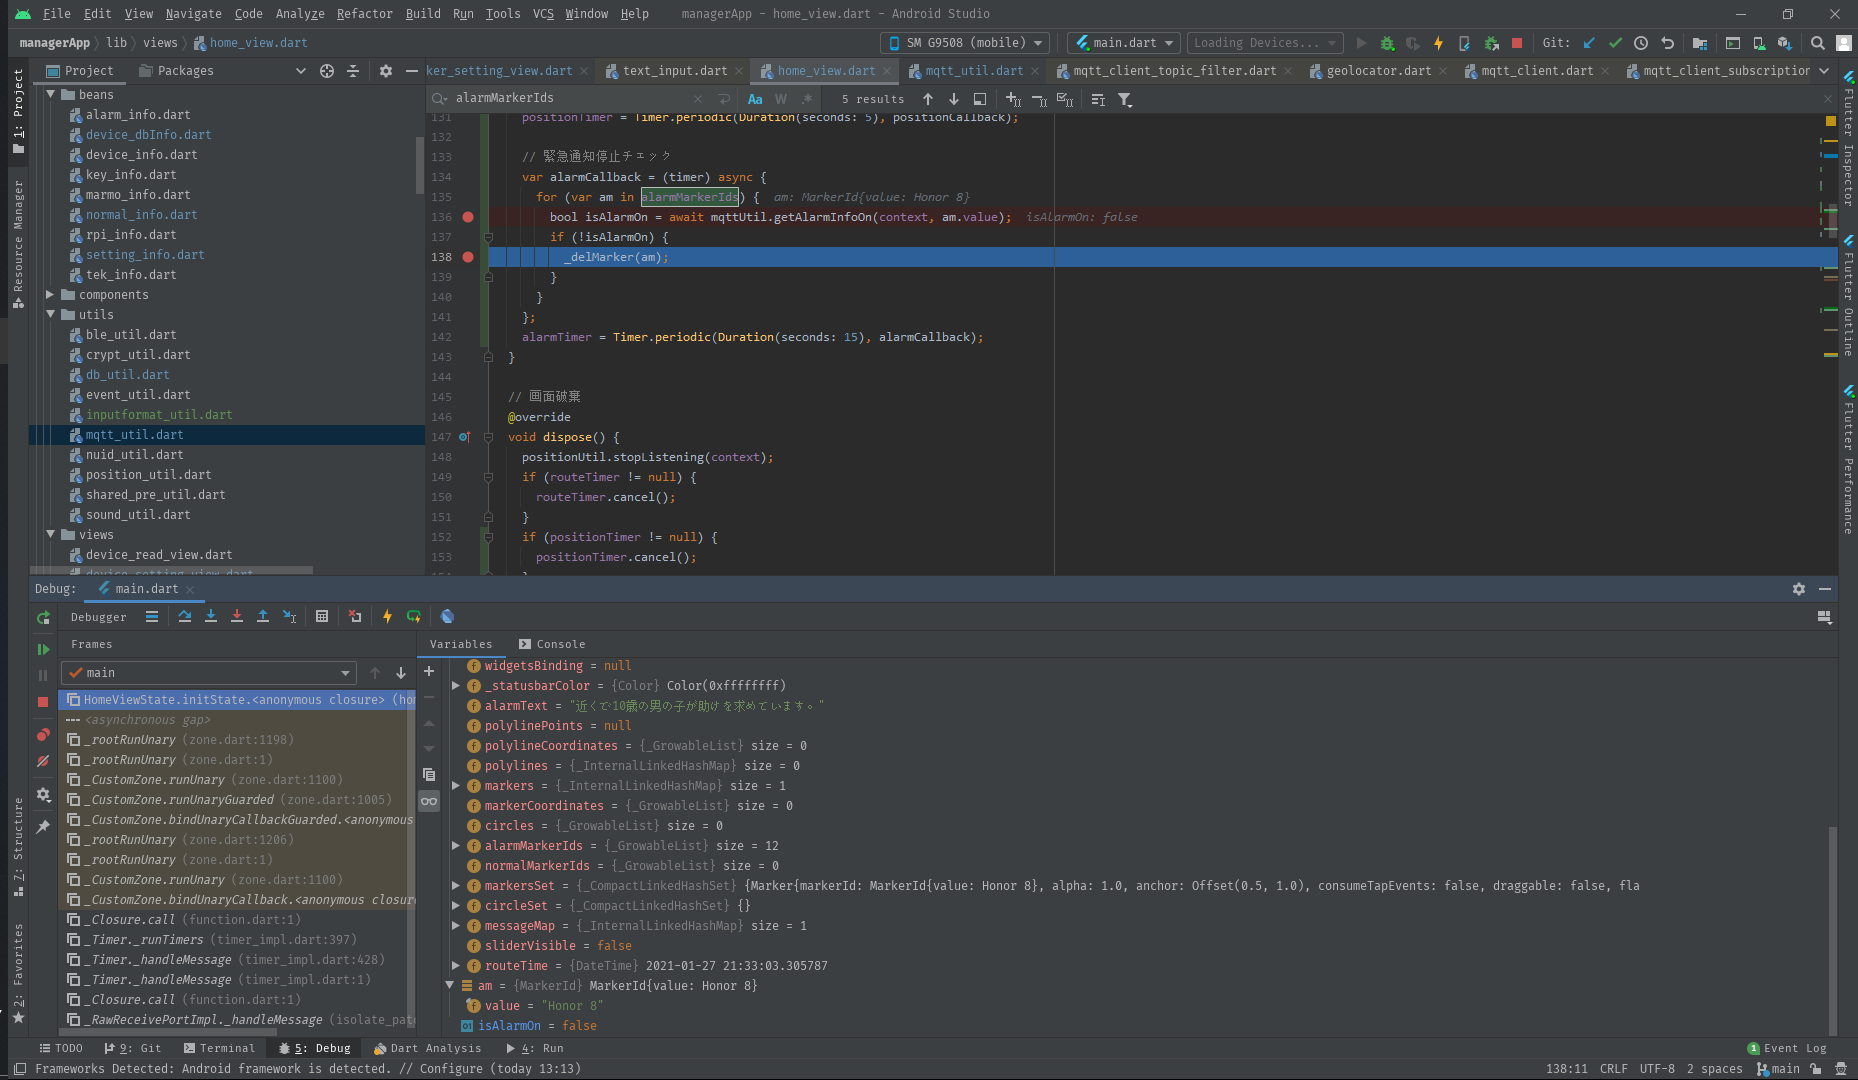 File Edit View Navigate Code Analyze Refactor Build Run Tools VCS Window Help managerApp - home_view.dart - Android Studio
managerApp lib views home_view.dart SM G9508 (mobile) main.dart Loading Devices... Git:
Project Packages ker_setting_view.dart text_input.dart home_view.dart mqtt_util.dart mqtt_client_topic_filter.dart geolocator.dart mqtt_client.dart mqtt_client_subscription
1: Project
Resource Manager
7: Structure
2: Favorites
beans
alarm_info.dart
device_dbInfo.dart
device_info.dart
key_info.dart
marmo_info.dart
normal_info.dart
rpi_info.dart
setting_info.dart
tek_info.dart
components
utils
ble_util.dart
crypt_util.dart
db_util.dart
event_util.dart
inputformat_util.dart
mqtt_util.dart
nuid_util.dart
position_util.dart
shared_pre_util.dart
sound_util.dart
views
device_read_view.dart
device_setting_view.dart
alarmMarkerIds Aa W .* 5 results
131 positionTimer = Timer.periodic(Duration(seconds: 5), positionCallback);
132
133 // 緊急通知停止チェック
134 var alarmCallback = (timer) async {
135 for (var am in alarmMarkerIds) { am: MarkerId{value: Honor 8}
136 bool isAlarmOn = await mqttUtil.getAlarmInfoOn(context, am.value); isAlarmOn: false
137 if (!isAlarmOn) {
138 _delMarker(am);
139 }
140 }
141 };
142 alarmTimer = Timer.periodic(Duration(seconds: 15), alarmCallback);
143 }
144
145 // 画面破棄
146 @override
147 void dispose() {
148 positionUtil.stopListening(context);
149 if (routeTimer != null) {
150 routeTimer.cancel();
151 }
152 if (positionTimer != null) {
153 positionTimer.cancel();
Flutter Inspector
Flutter Outline
Flutter Performance
Debug: main.dart
Debugger
Frames
main
HomeViewState.initState.<anonymous closure> (hom
<asynchronous gap>
_rootRunUnary (zone.dart:1198)
_rootRunUnary (zone.dart:1)
_CustomZone.runUnary (zone.dart:1100)
_CustomZone.runUnaryGuarded (zone.dart:1005)
_CustomZone.bindUnaryCallbackGuarded.<anonymous
_rootRunUnary (zone.dart:1206)
_rootRunUnary (zone.dart:1)
_CustomZone.runUnary (zone.dart:1100)
_CustomZone.bindUnaryCallback.<anonymous closure
_Closure.call (function.dart:1)
_Timer._runTimers (timer_impl.dart:397)
_Timer._handleMessage (timer_impl.dart:428)
_Timer._handleMessage (timer_impl.dart:1)
_Closure.call (function.dart:1)
_RawReceivePortImpl._handleMessage (isolate_patc
Variables Console
widgetsBinding = null
_statusbarColor = {Color} Color(0xffffffff)
alarmText = "近くで10歳の男の子が助けを求めています。"
polylinePoints = null
polylineCoordinates = {_GrowableList} size = 0
polylines = {_InternalLinkedHashMap} size = 0
markers = {_InternalLinkedHashMap} size = 1
markerCoordinates = {_GrowableList} size = 0
circles = {_GrowableList} size = 0
alarmMarkerIds = {_GrowableList} size = 12
normalMarkerIds = {_GrowableList} size = 0
markersSet = {_CompactLinkedHashSet} {Marker{markerId: MarkerId{value: Honor 8}, alpha: 1.0, anchor: Offset(0.5, 1.0), consumeTapEvents: false, draggable: false, fla
circleSet = {_CompactLinkedHashSet} {}
messageMap = {_InternalLinkedHashMap} size = 1
sliderVisible = false
routeTime = {DateTime} 2021-01-27 21:33:03.305787
am = {MarkerId} MarkerId{value: Honor 8}
value = "Honor 8"
isAlarmOn = false
TODO 9: Git Terminal 5: Debug Dart Analysis 4: Run 1 Event Log
Frameworks Detected: Android framework is detected. // Configure (today 13:13) 138:11 CRLF UTF-8 2 spaces main